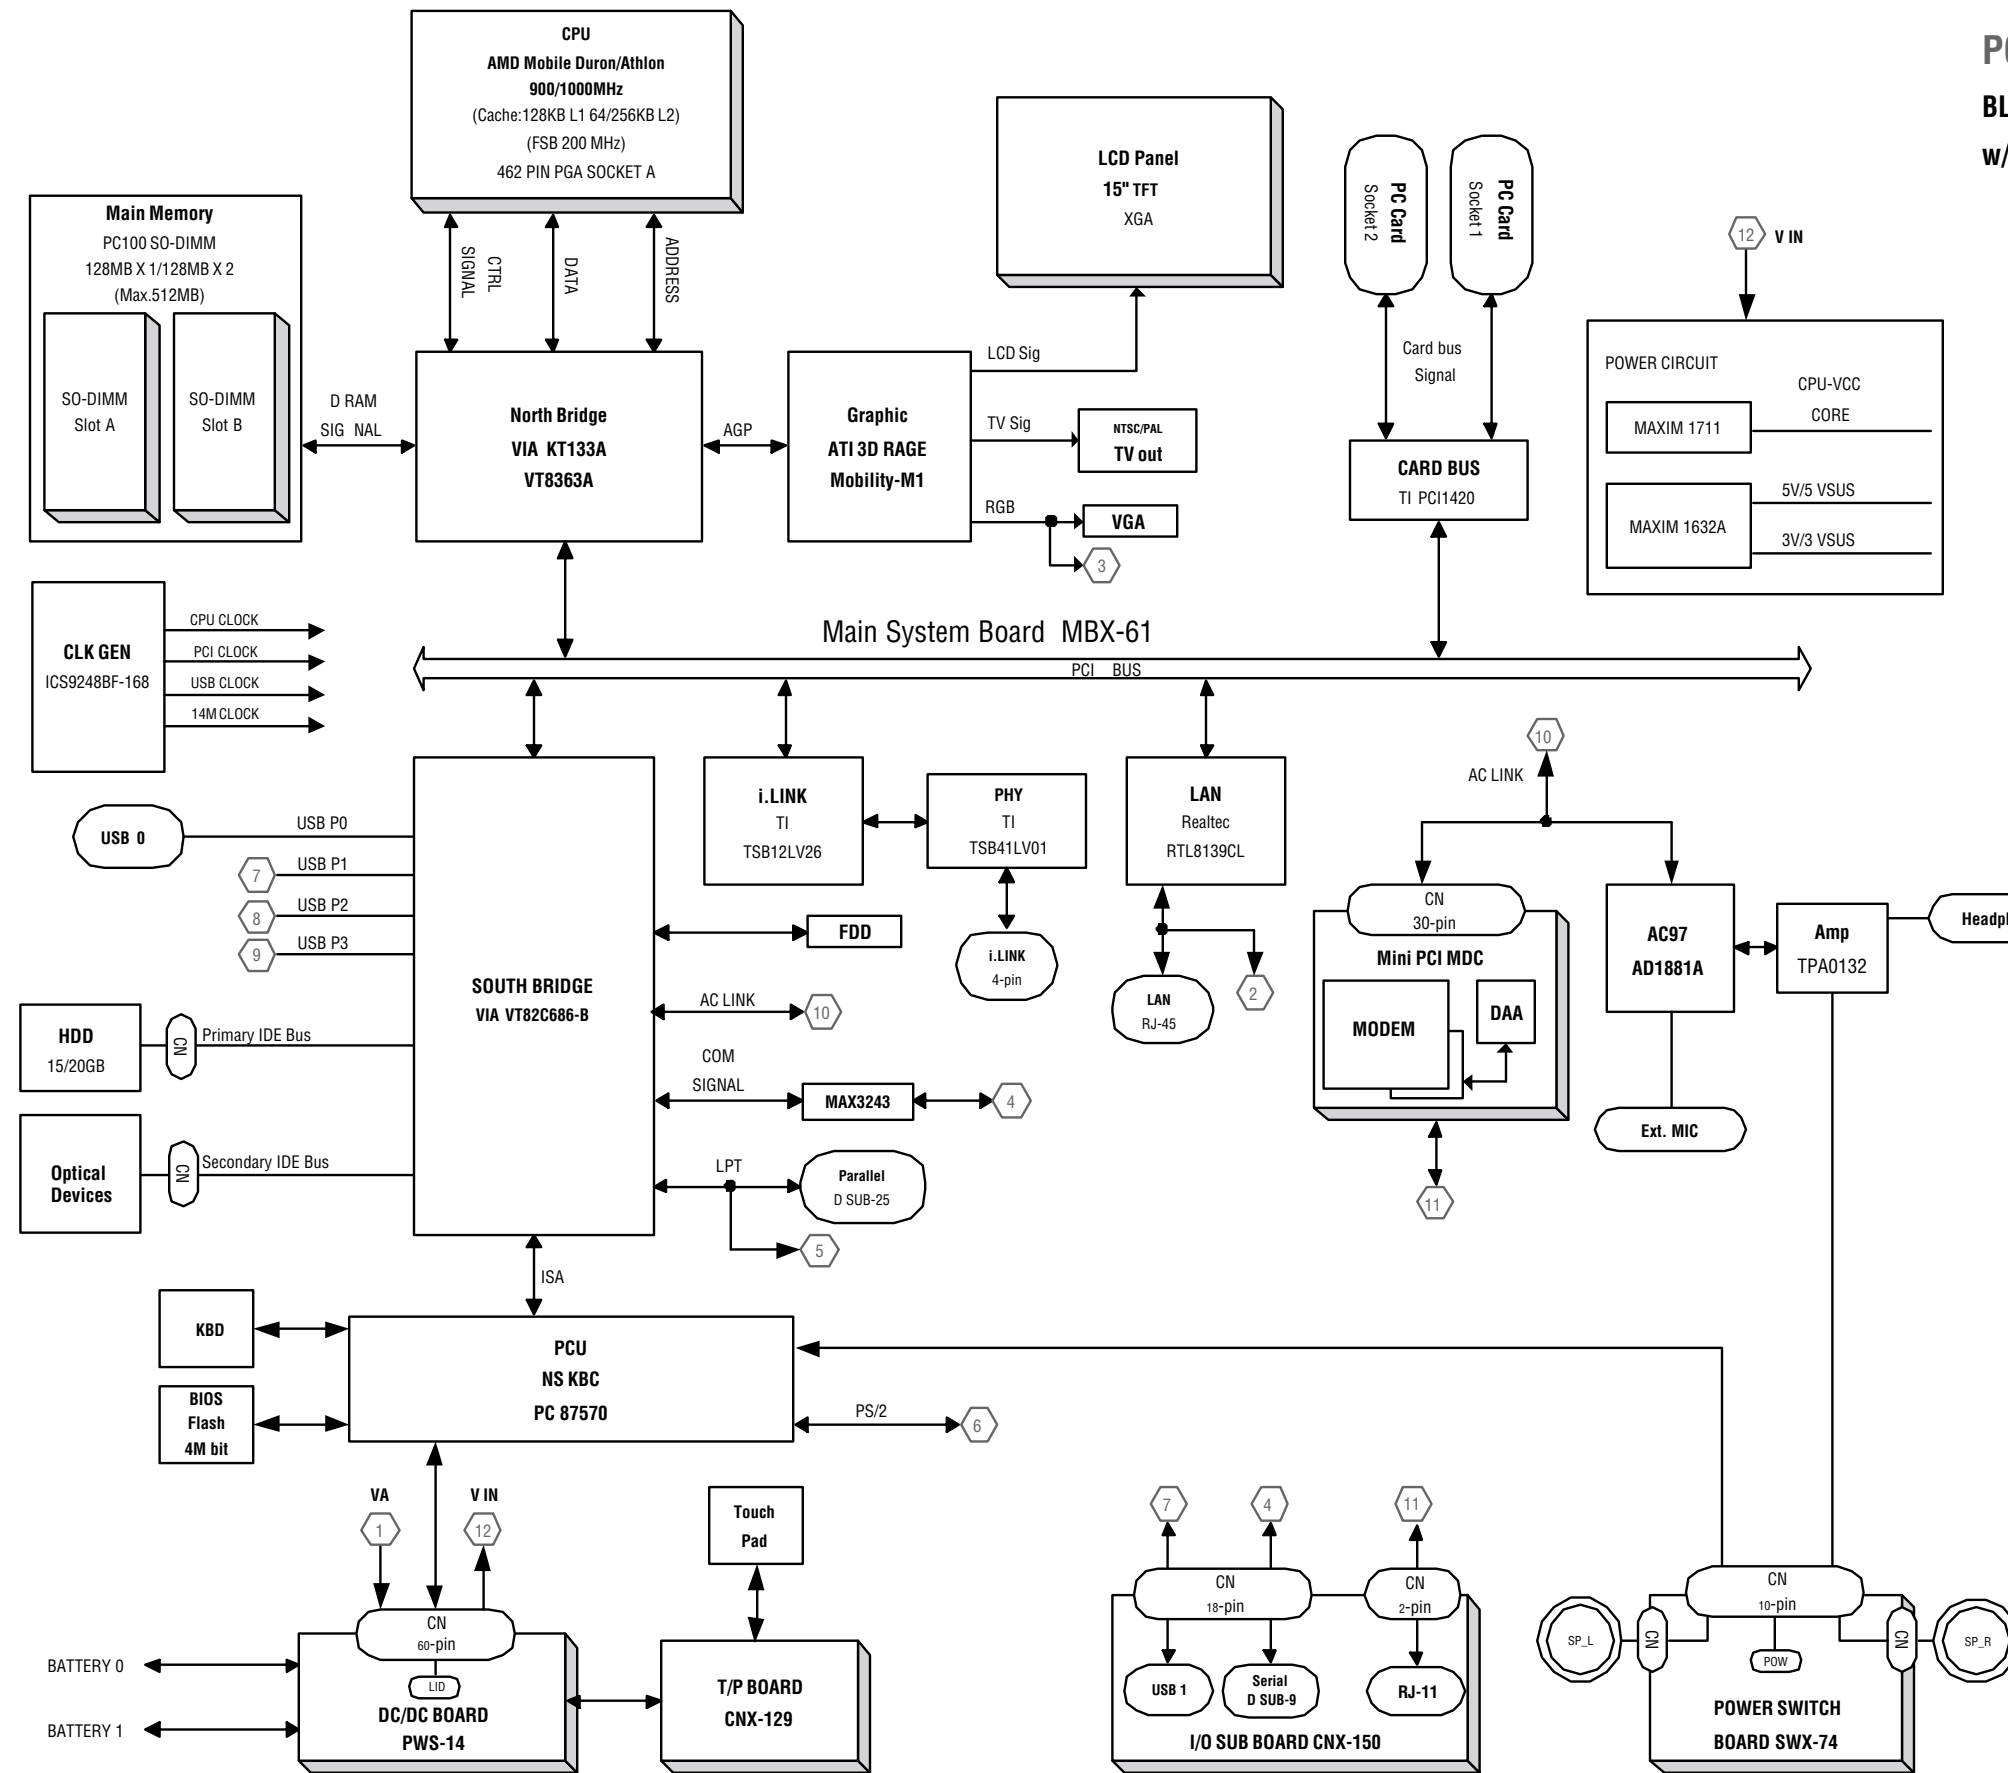 CPU
AMD Mobile Duron/Athlon
900/1000MHz
(Cache:128KB L1 64/256KB L2)
(FSB 200 MHz)
462 PIN PGA SOCKET A
LCD Panel
15" TFT
XGA
PC Card
Socket 2
PC Card
Socket 1
12
V IN
Main Memory
PC100 SO-DIMM
128MB X 1/128MB X 2
(Max.512MB)
SO-DIMM
Slot A
SO-DIMM
Slot B
CTRL
SIGNAL
DATA
ADDRESS
D RAM
SIG NAL
North Bridge
VIA KT133A
VT8363A
AGP
Graphic
ATI 3D RAGE
Mobility-M1
LCD Sig
TV Sig
NTSC/PAL
TV out
RGB
VGA
3
Card bus
Signal
CARD BUS
TI PCI1420
POWER CIRCUIT
CPU-VCC
CORE
MAXIM 1711
5V/5 VSUS
MAXIM 1632A
3V/3 VSUS
CLK GEN
ICS9248BF-168
CPU CLOCK
PCI CLOCK
USB CLOCK
14M CLOCK
Main System Board MBX-61
PCI BUS
USB 0
USB P0
7
USB P1
8
USB P2
9
USB P3
HDD
15/20GB
CN
Primary IDE Bus
Optical
Devices
CN
Secondary IDE Bus
SOUTH BRIDGE
VIA VT82C686-B
i.LINK
TI
TSB12LV26
PHY
TI
TSB41LV01
i.LINK
4-pin
FDD
AC LINK
10
COM
SIGNAL
MAX3243
4
LPT
Parallel
D SUB-25
5
LAN
Realtec
RTL8139CL
LAN
RJ-45
2
10
AC LINK
CN
30-pin
Mini PCI MDC
MODEM
DAA
11
AC97
AD1881A
Amp
TPA0132
Ext. MIC
ISA
KBD
BIOS
Flash
4M bit
PCU
NS KBC
PC 87570
PS/2
6
VA
1
V IN
12
CN
60-pin
LID
DC/DC BOARD
PWS-14
BATTERY 0
BATTERY 1
Touch
Pad
T/P BOARD
CNX-129
7
4
11
CN
18-pin
CN
2-pin
USB 1
Serial
D SUB-9
RJ-11
I/O SUB BOARD CNX-150
SP_L
CN
CN
10-pin
POW
CN
SP_R
POWER SWITCH
BOARD SWX-74